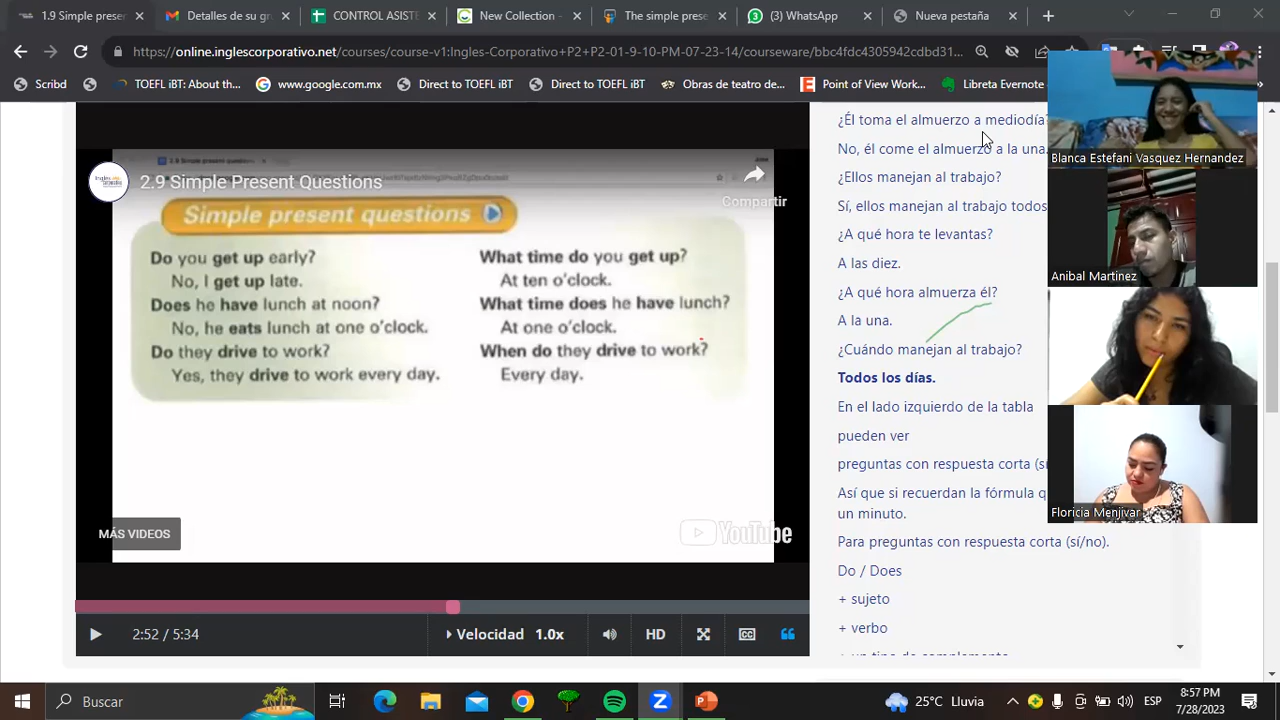 1.9 Simple preser
Detalles de su gru
CONTROL ASISTE
New Collection -
The simple prese
(3) WhatsApp
Nueva pestaña
https://online.inglescorporativo.net/courses/course-v1:Ingles-Corporativo+P2+P2-01-9-10-PM-07-23-14/courseware/bbc4fdc4305942cdbd31...
Scribd
TOEFL iBT: About th...
www.google.com.mx
Direct to TOEFL iBT
Direct to TOEFL iBT
Obras de teatro de...
Point of View Work...
Libreta Evernote
2.9 Simple Present Questions
Compartir
Simple present questions
Do you get up early?
No, I get up late.
Does he have lunch at noon?
No, he eats lunch at one o'clock.
Do they drive to work?
Yes, they drive to work every day.
What time do you get up?
At ten o'clock.
What time does he have lunch?
At one o'clock.
When do they drive to work?
Every day.
MÁS VIDEOS
YouTube
2:52 / 5:34
Velocidad 1.0x
HD
CC
¿Él toma el almuerzo a mediodía?
No, él come el almuerzo a la una.
¿Ellos manejan al trabajo?
Sí, ellos manejan al trabajo todos
¿A qué hora te levantas?
A las diez.
¿A qué hora almuerza él?
A la una.
¿Cuándo manejan al trabajo?
Todos los días.
En el lado izquierdo de la tabla
pueden ver
preguntas con respuesta corta (sí
Así que si recuerdan la fórmula q
un minuto.
Para preguntas con respuesta corta (sí/no).
Do / Does
+ sujeto
+ verbo
+ un tipo de complemento
Blanca Estefani Vasquez Hernandez
Anibal Martinez
Floricia Menjivar
Buscar
25°C Lluvia
ESP
8:57 PM
7/28/2023